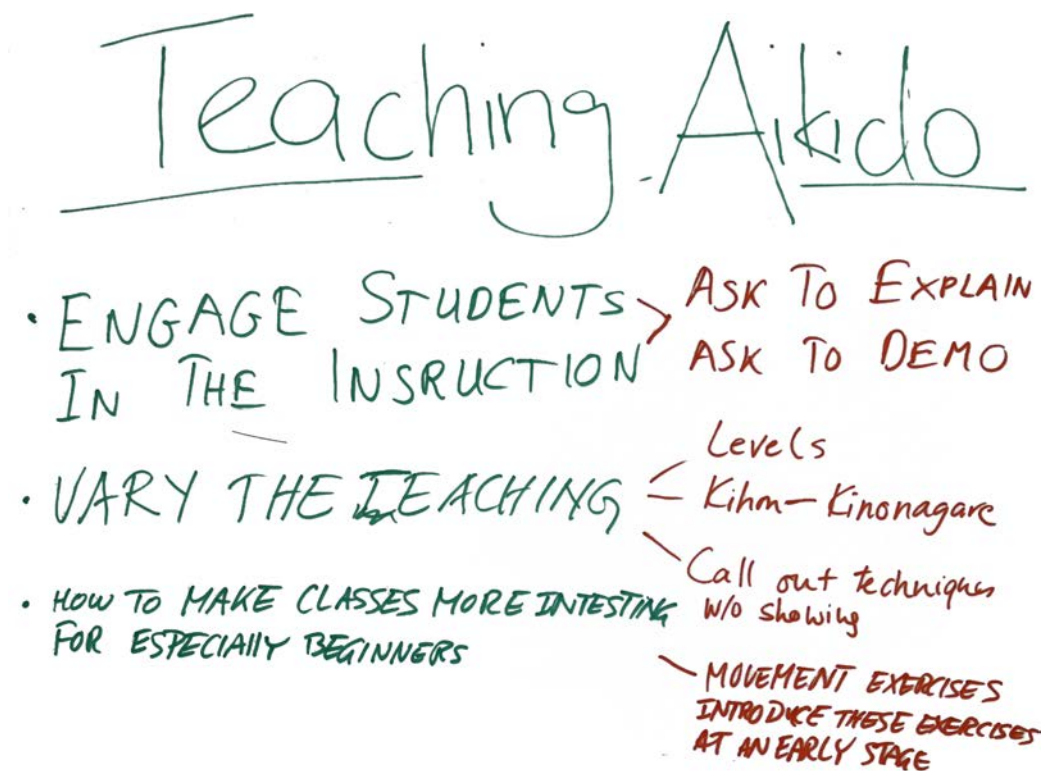 Teaching Aikido
· ENGAGE STUDENTS
IN THE INSRUCTION
ASK TO EXPLAIN
ASK TO DEMO
· VARY THE TEACHING
Levels
Kihon – Kinonagare
Call out techniques
w/o showing
· HOW TO MAKE CLASSES MORE INTESTING
FOR ESPECIALLY BEGINNERS
MOVEMENT EXERCISES
INTRODUCE THESE EXERCISES
AT AN EARLY STAGE